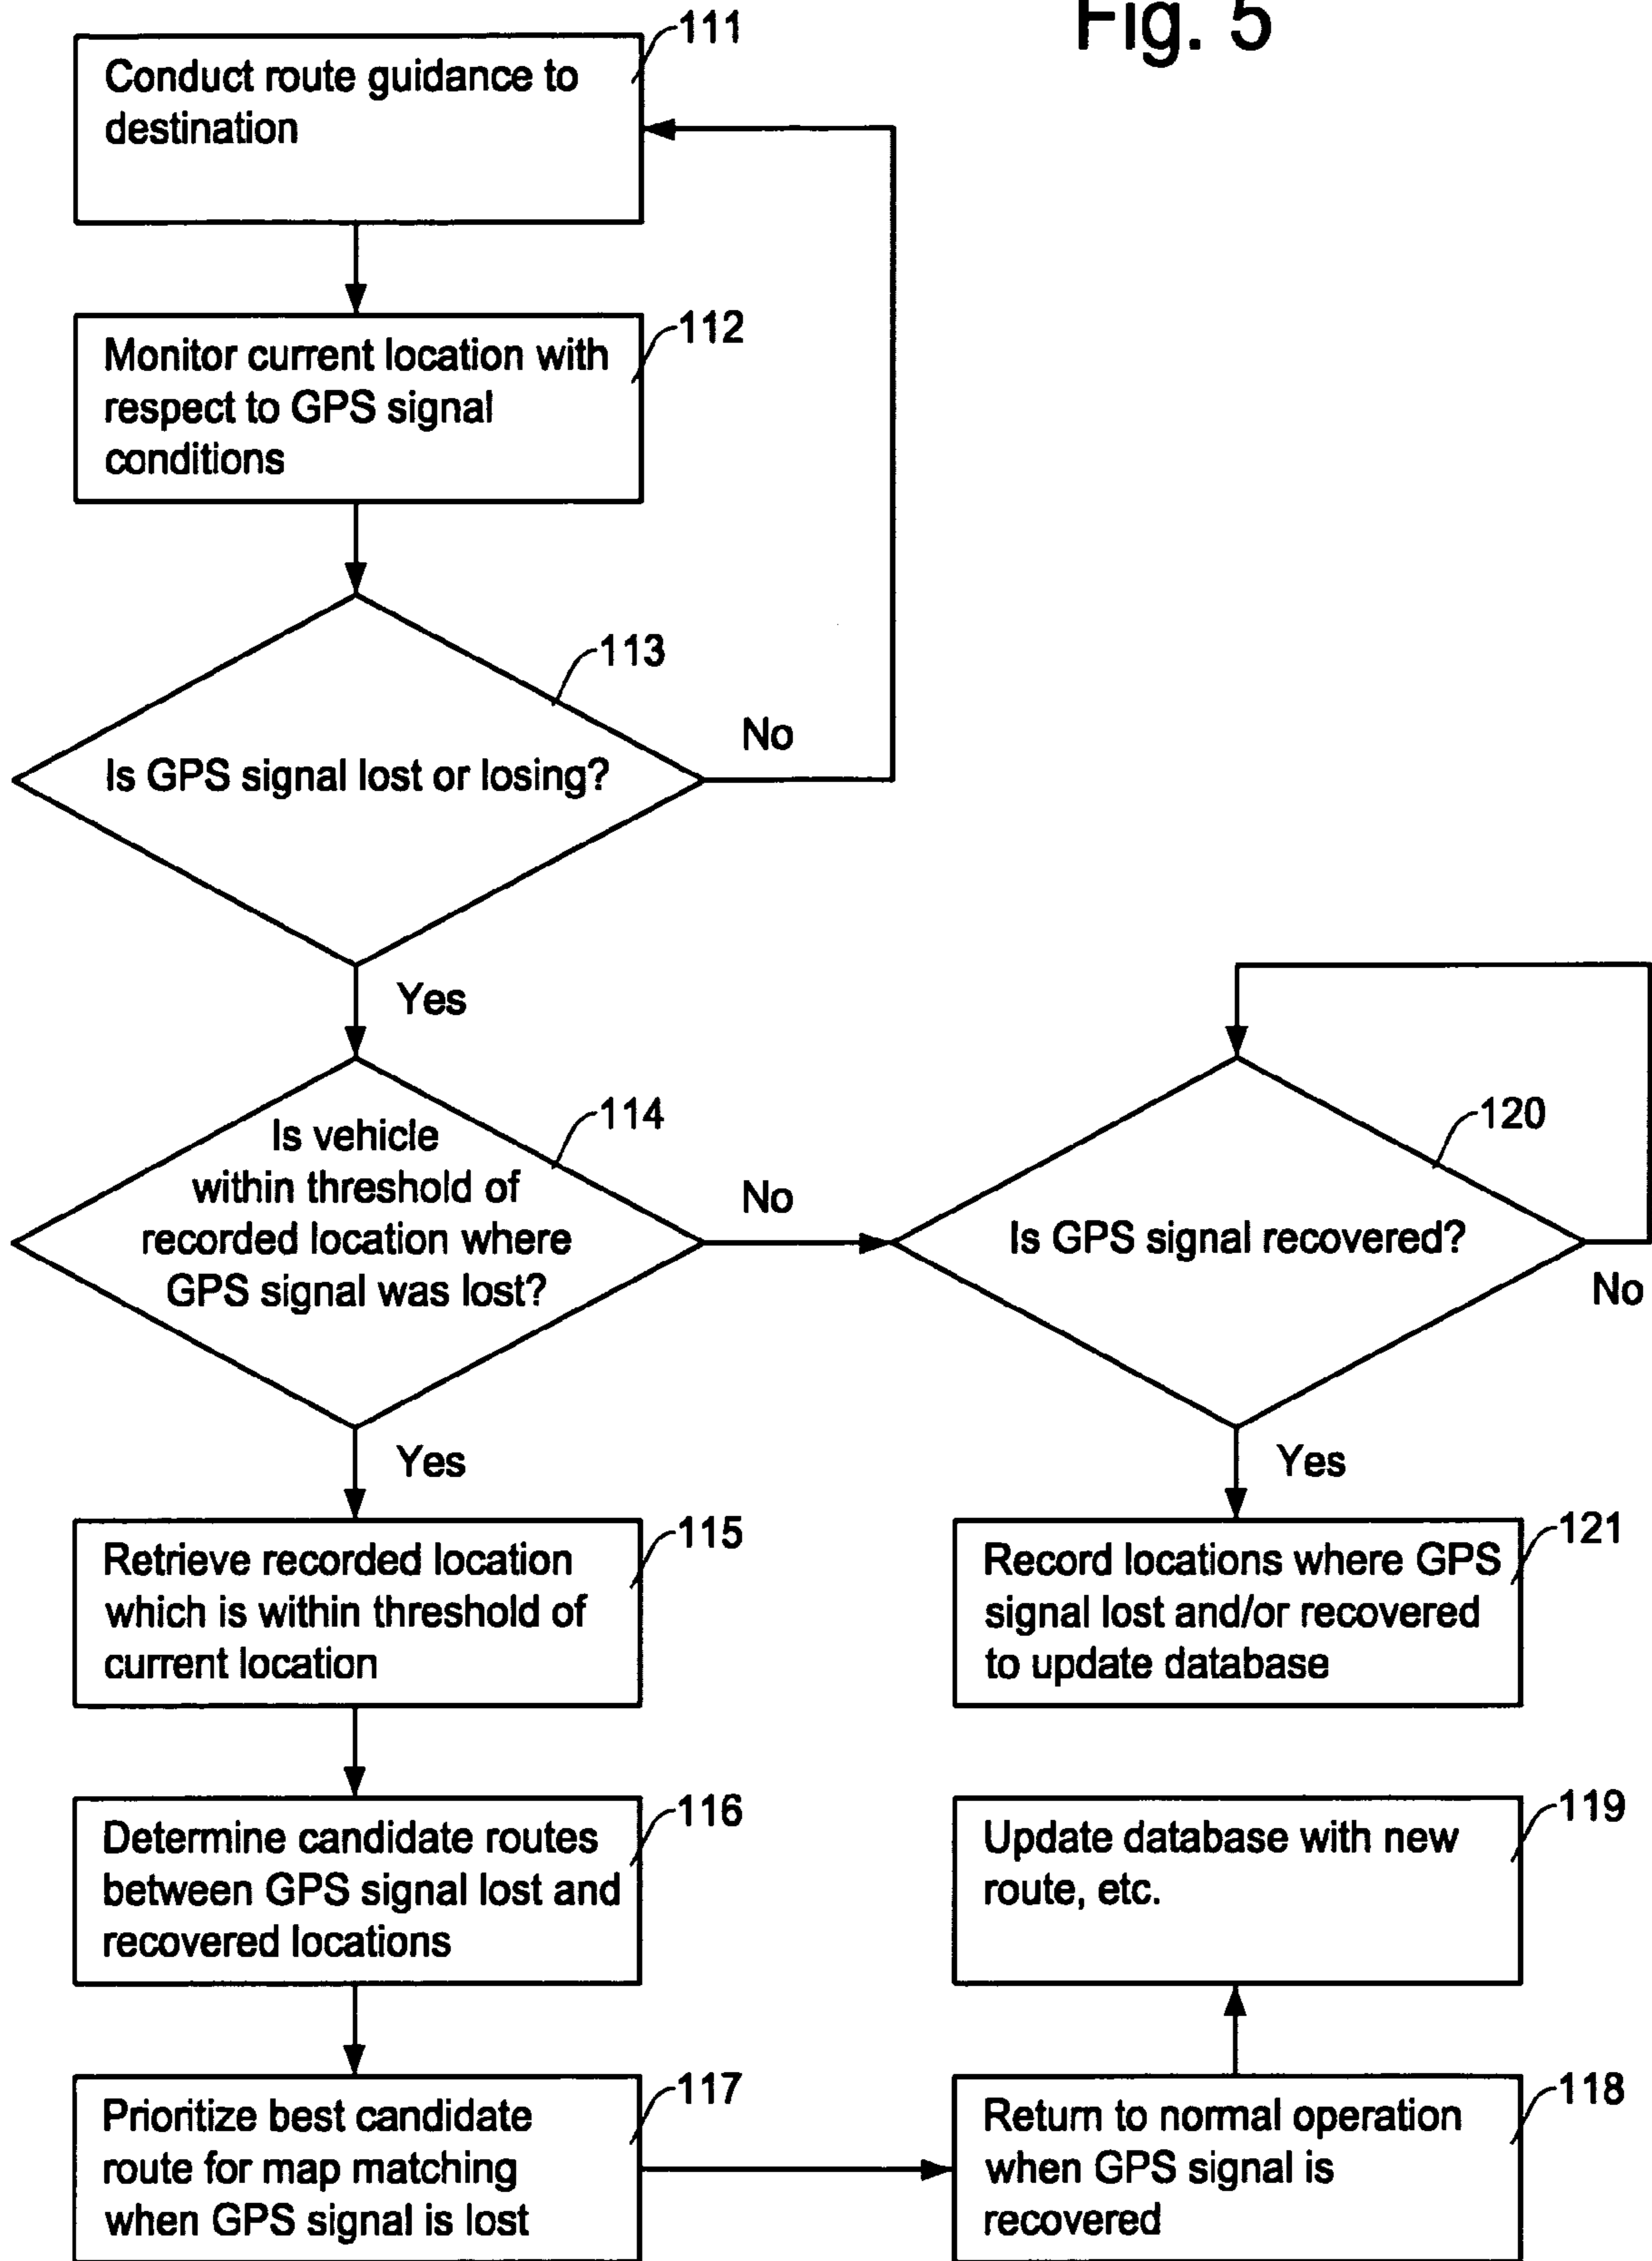 Fig. 5
111
Conduct route guidance to
destination
112
Monitor current location with
respect to GPS signal
conditions
113
Is GPS signal lost or losing?
No
Yes
114
Is vehicle
within threshold of
recorded location where
GPS signal was lost?
No
120
Is GPS signal recovered?
No
Yes
Yes
115
Retrieve recorded location
which is within threshold of
current location
121
Record locations where GPS
signal lost and/or recovered
to update database
116
Determine candidate routes
between GPS signal lost and
recovered locations
119
Update database with new
route, etc.
117
Prioritize best candidate
route for map matching
when GPS signal is lost
118
Return to normal operation
when GPS signal is
recovered